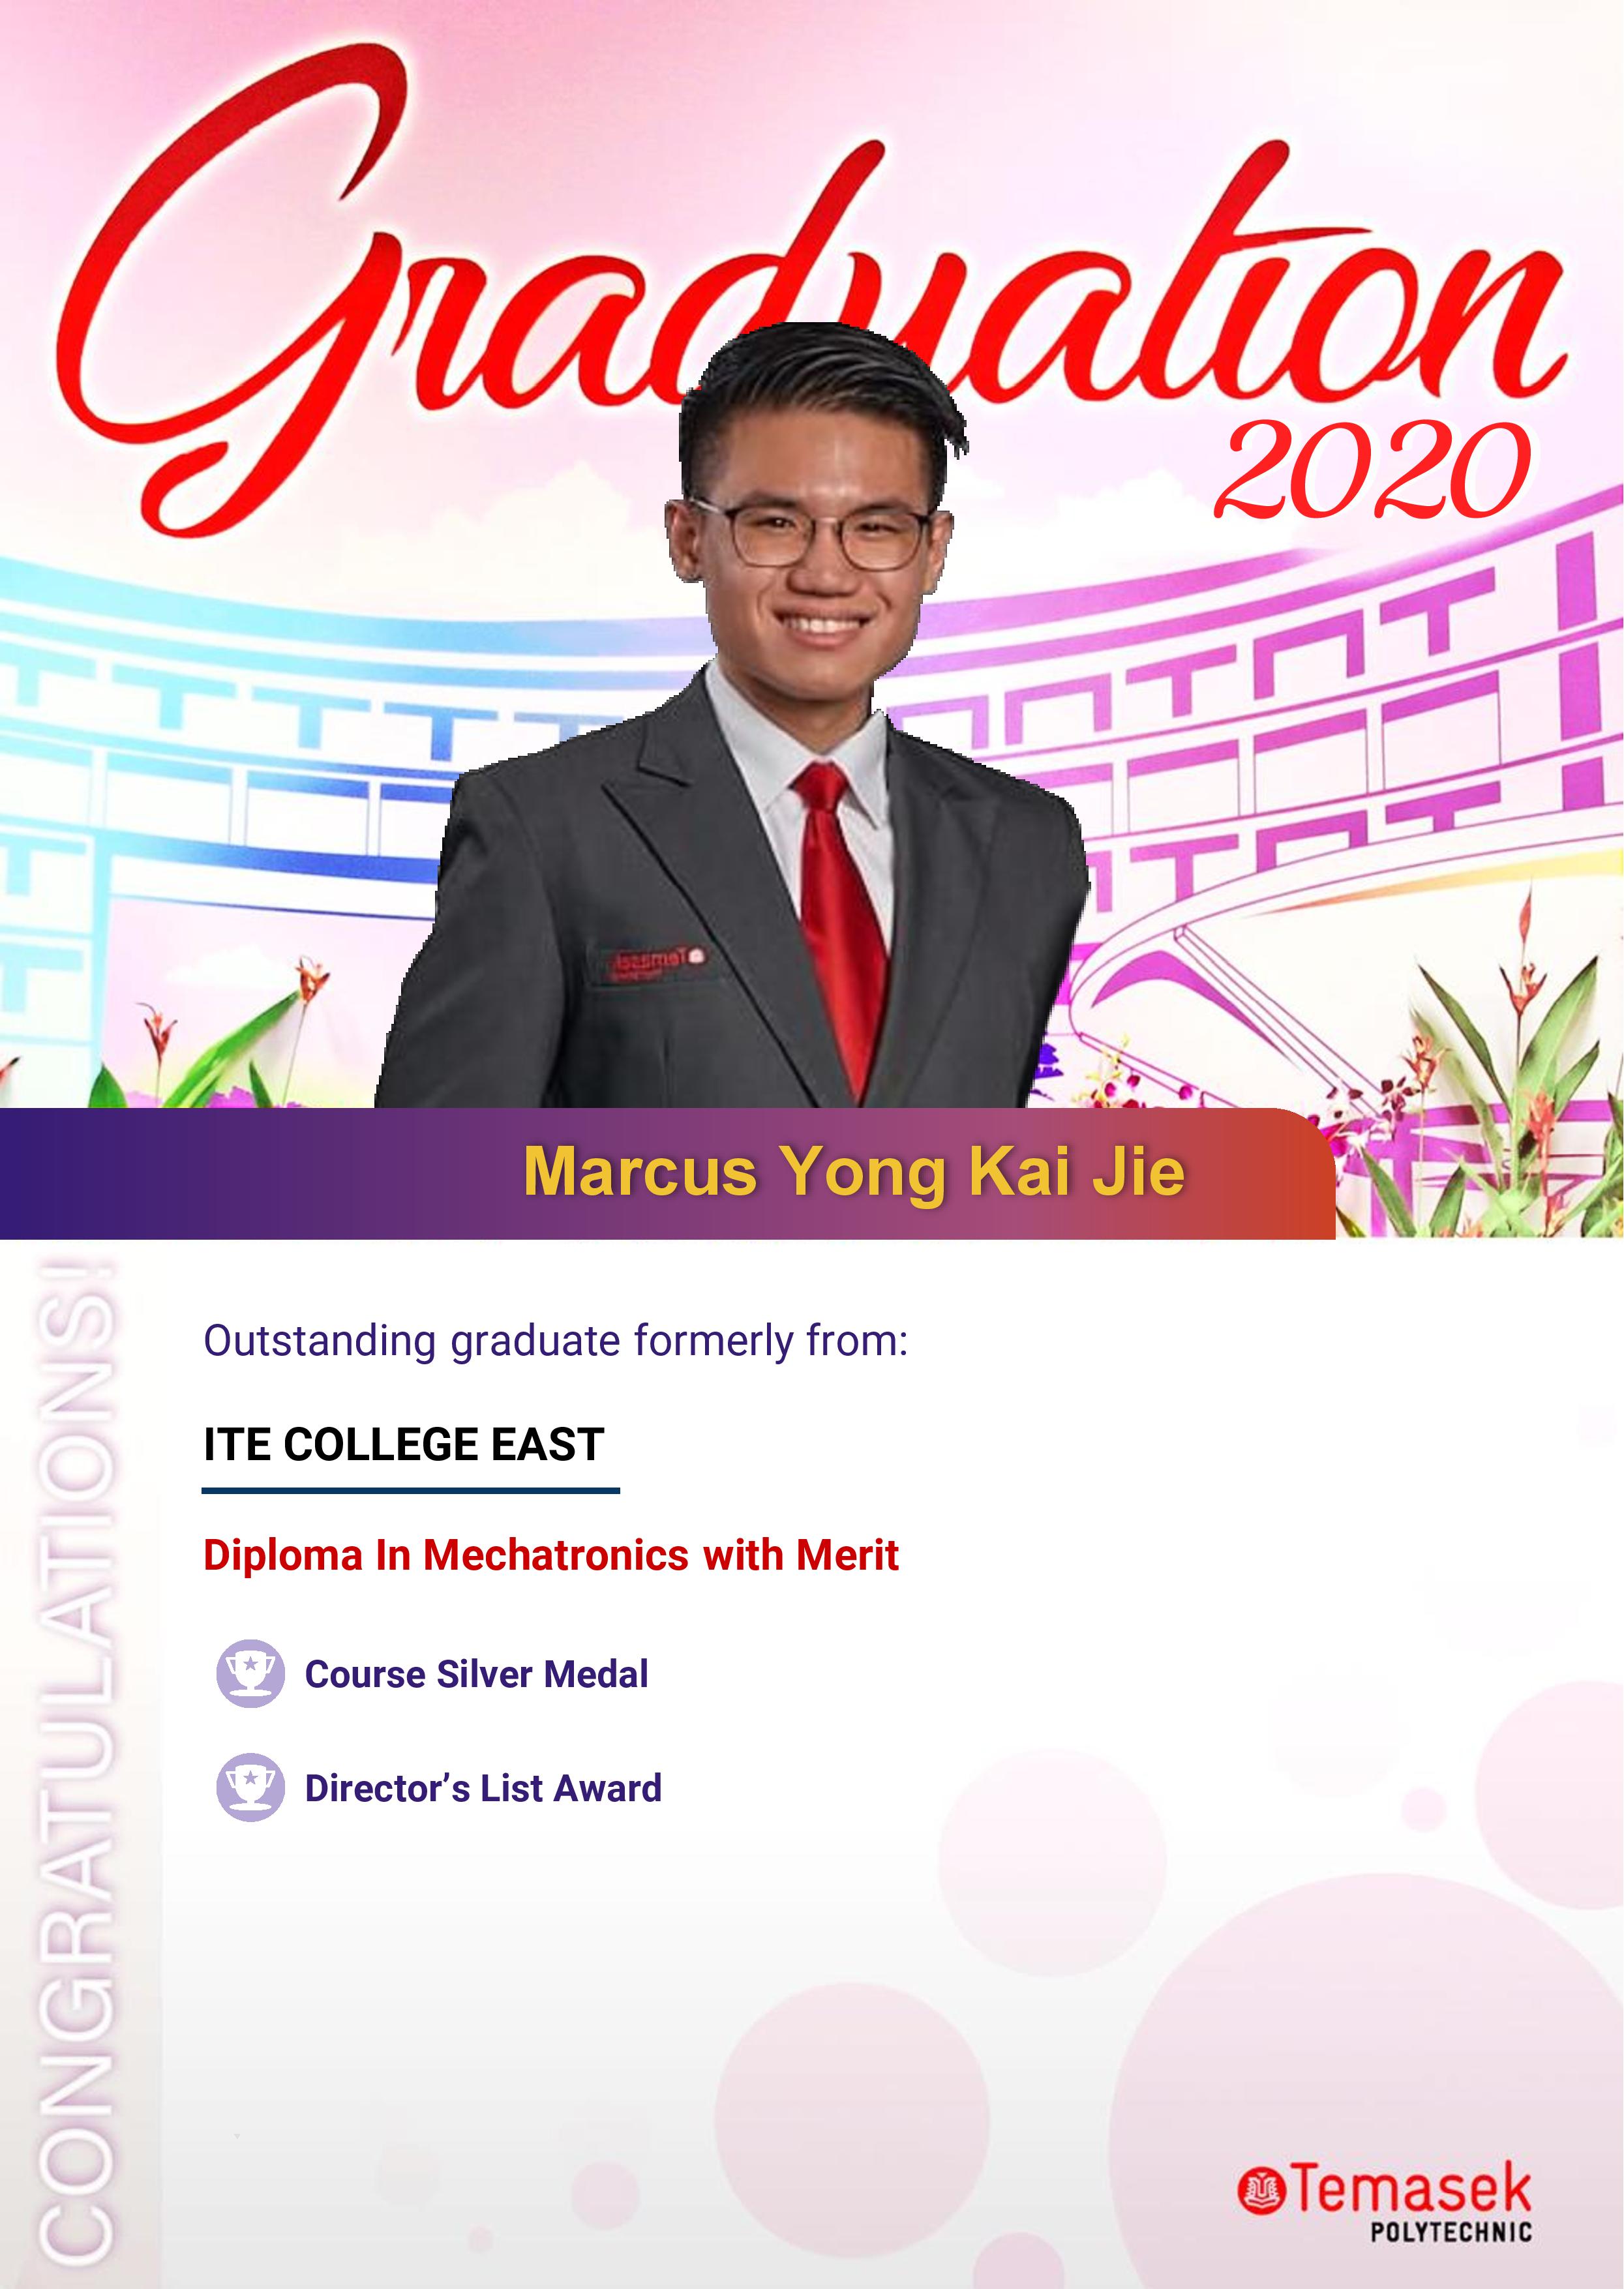 Graduation
2020
Temasek
Marcus Yong Kai Jie
CONGRATULATIONS!
Outstanding graduate formerly from:
ITE COLLEGE EAST
Diploma In Mechatronics with Merit
Course Silver Medal
Director’s List Award
Temasek
POLYTECHNIC